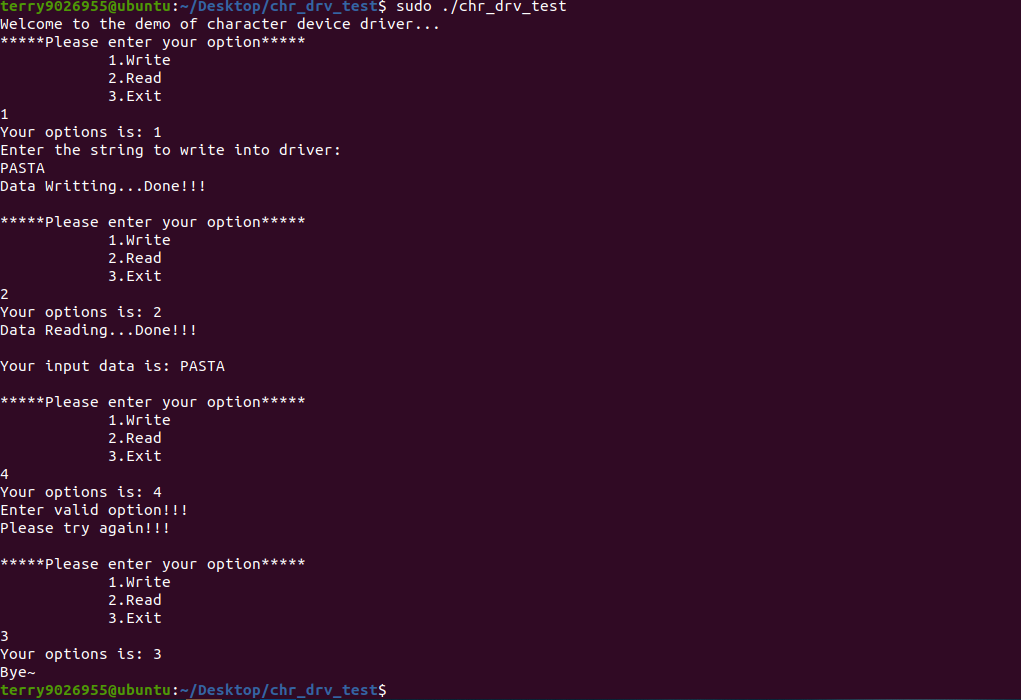 terry9026955@ubuntu:~/Desktop/chr_drv_test$ sudo ./chr_drv_test
Welcome to the demo of character device driver...
*****Please enter your option*****
            1.Write
            2.Read
            3.Exit
1
Your options is: 1
Enter the string to write into driver:
PASTA
Data Writting...Done!!!

*****Please enter your option*****
            1.Write
            2.Read
            3.Exit
2
Your options is: 2
Data Reading...Done!!!

Your input data is: PASTA

*****Please enter your option*****
            1.Write
            2.Read
            3.Exit
4
Your options is: 4
Enter valid option!!!
Please try again!!!

*****Please enter your option*****
            1.Write
            2.Read
            3.Exit
3
Your options is: 3
Bye~
terry9026955@ubuntu:~/Desktop/chr_drv_test$